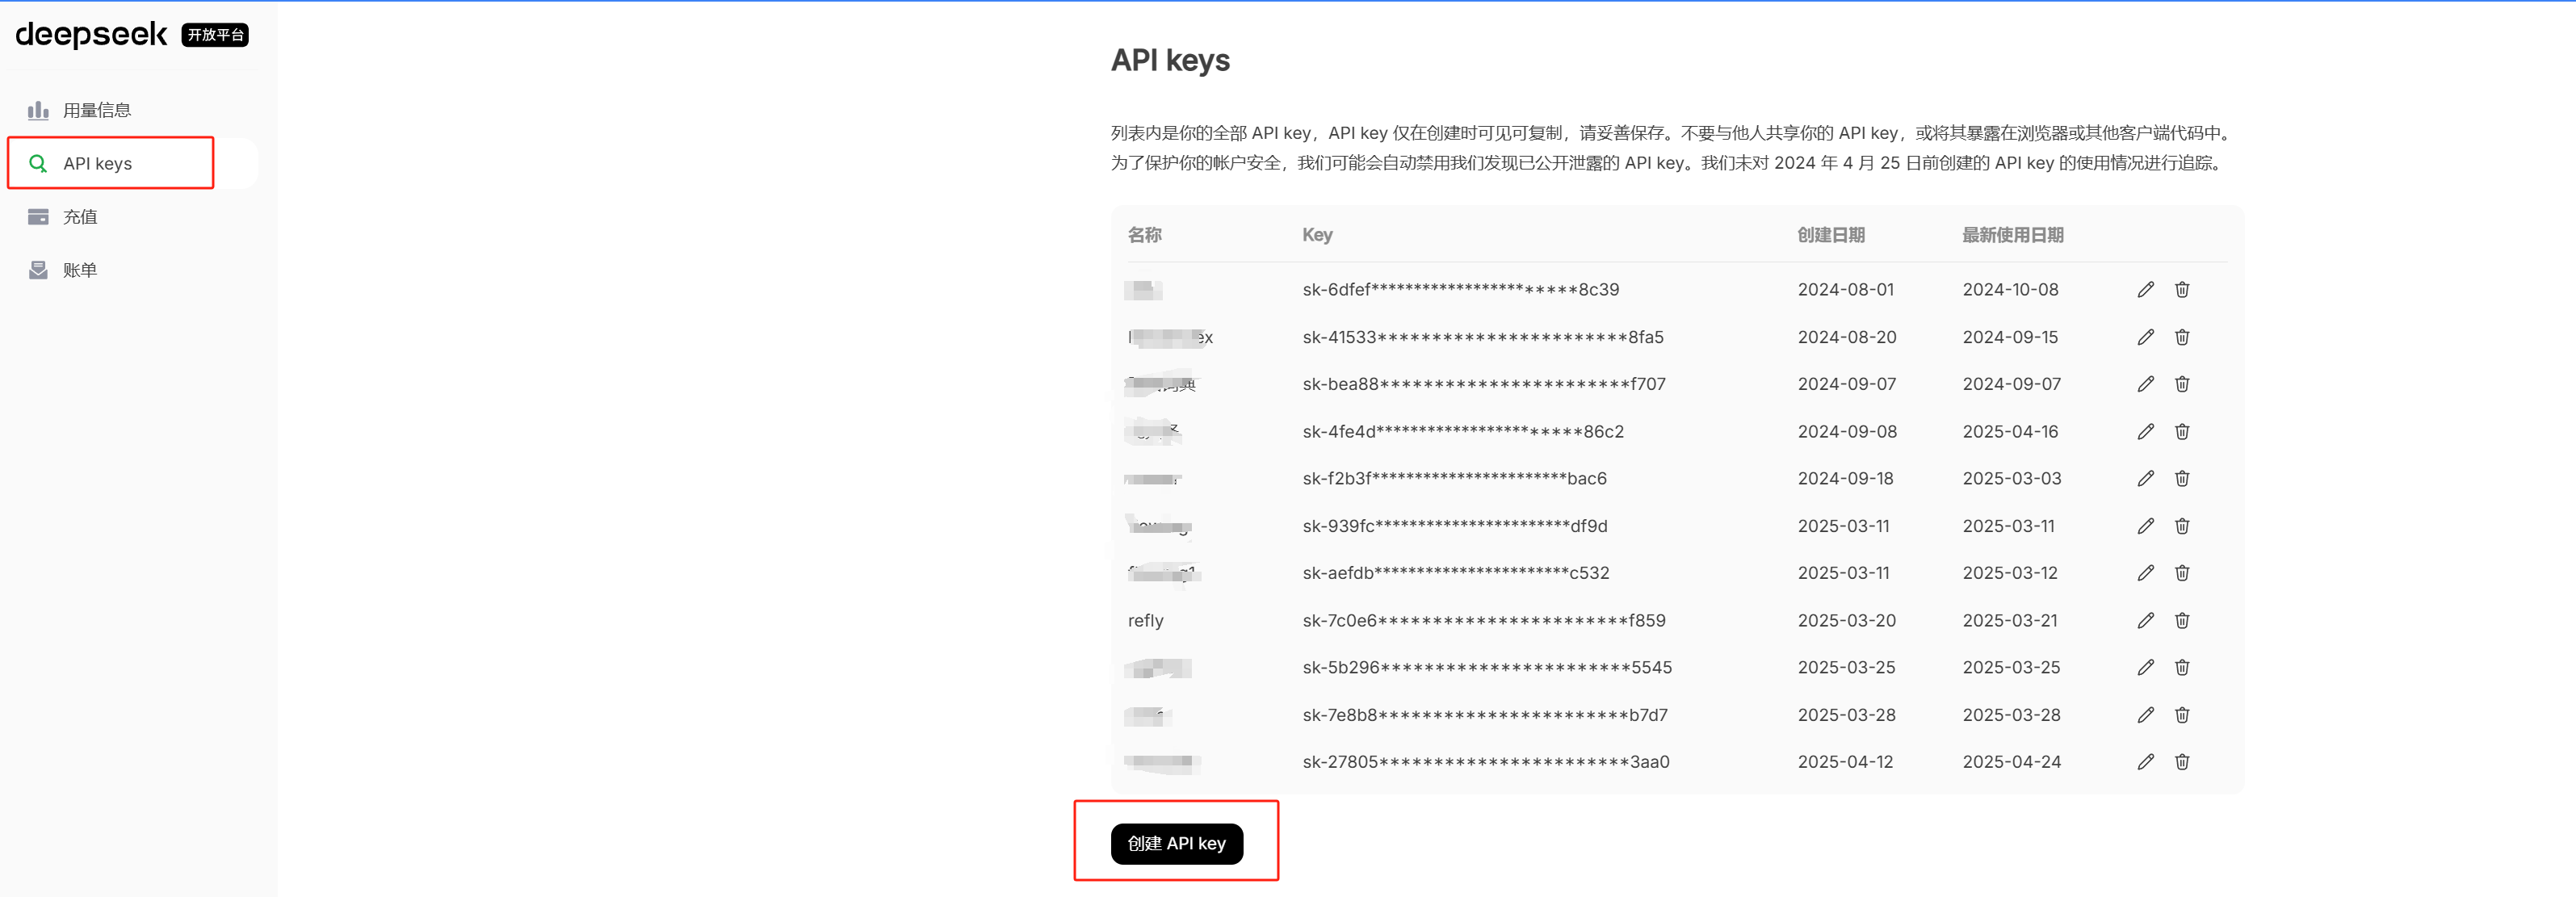 deepseek 开放平台
用量信息
API keys
充值
账单
API keys
列表内是你的全部 API key，API key 仅在创建时可见可复制，请妥善保存。不要与他人共享你的 API key，或将其暴露在浏览器或其他客户端代码中。
为了保护你的帐户安全，我们可能会自动禁用我们发现已公开泄露的 API key。我们未对 2024 年 4 月 25 日前创建的 API key 的使用情况进行追踪。
名称 Key 创建日期 最新使用日期
sk-6dfef***********************8c39 2024-08-01 2024-10-08
sk-41533***********************8fa5 2024-08-20 2024-09-15
sk-bea88***********************f707 2024-09-07 2024-09-07
sk-4fe4d***********************86c2 2024-09-08 2025-04-16
sk-f2b3f***********************bac6 2024-09-18 2025-03-03
sk-939fc***********************df9d 2025-03-11 2025-03-11
sk-aefdb***********************c532 2025-03-11 2025-03-12
refly sk-7c0e6***********************f859 2025-03-20 2025-03-21
sk-5b296***********************5545 2025-03-25 2025-03-25
sk-7e8b8***********************b7d7 2025-03-28 2025-03-28
sk-27805***********************3aa0 2025-04-12 2025-04-24
创建 API key